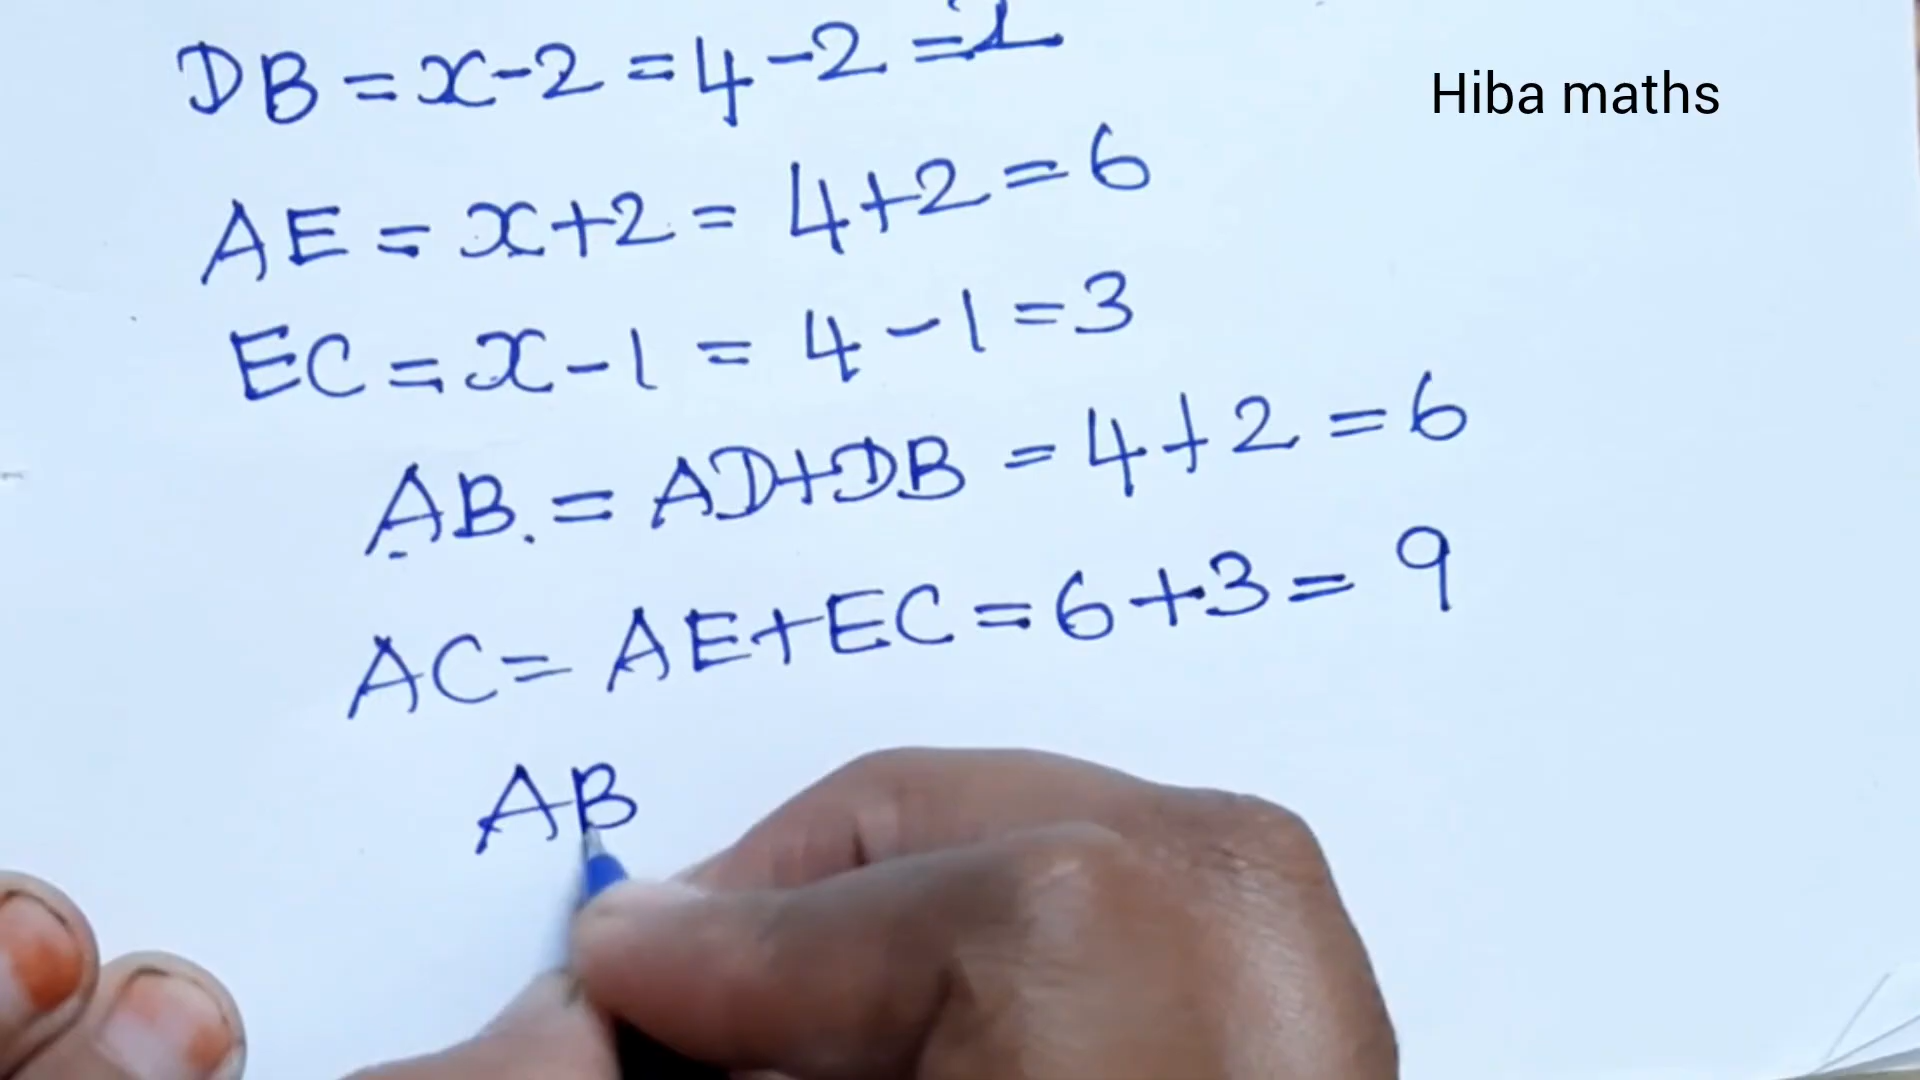 DB = x-2 = 4-2 = 2
Hiba maths
AE = x+2 = 4+2 = 6
EC = x-1 = 4-1 = 3
AB. = AD+DB = 4+2 = 6
AC = AE+EC = 6+3 = 9
AB